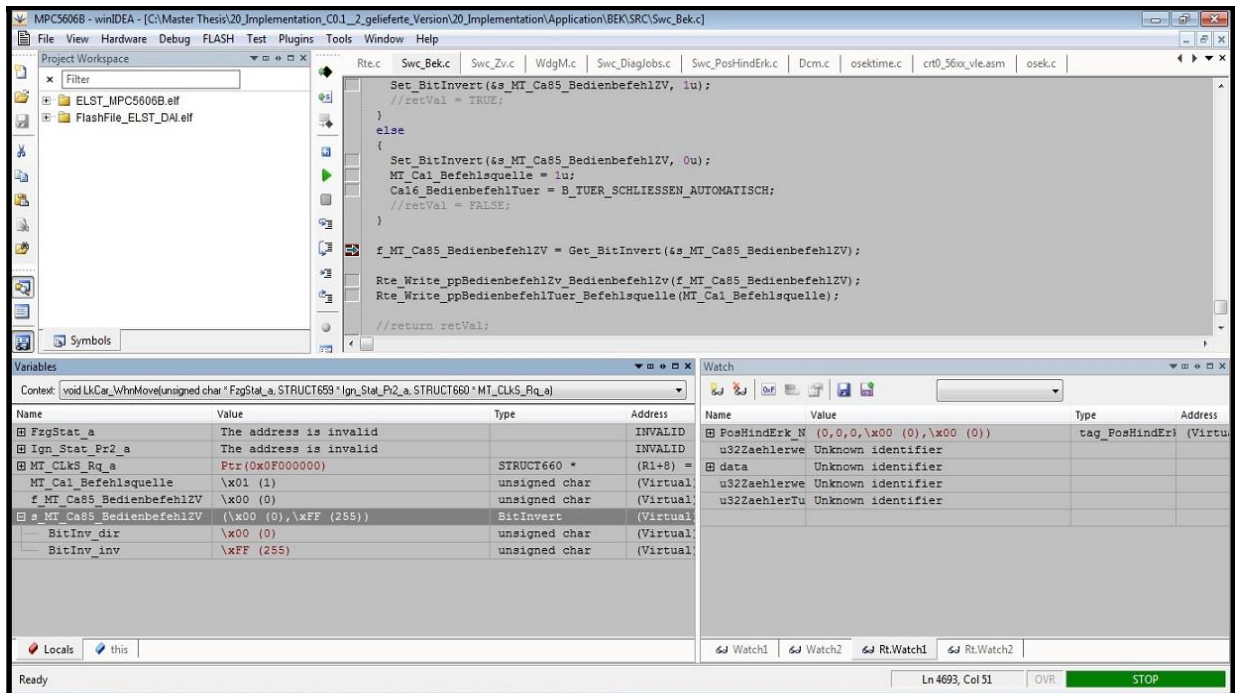 MPC5606B - winIDEA - [C:\Master Thesis\20_Implementation_C0.1__2_gelieferte_Version\20_Implementation\Application\BEK\SRC\Swc_Bek.c]
File View Hardware Debug FLASH Test Plugins Tools Window Help
Project Workspace
Filter
ELST_MPC5606B.elf
FlashFile_ELST_DAI.elf
Symbols
Rte.c Swc_Bek.c Swc_Zv.c WdgM.c Swc_DiagJobs.c Swc_PosHindErk.c Dcm.c osektime.c crt0_56xx_vle.asm osek.c
Set_BitInvert(&s_MT_Ca85_BedienbefehlZV, 1u);
//retVal = TRUE;
}
else
{
Set_BitInvert(&s_MT_Ca85_BedienbefehlZV, 0u);
MT_Ca1_Befehlsquelle = 1u;
Ca16_BedienbefehlTuer = B_TUER_SCHLIESSEN_AUTOMATISCH;
//retVal = FALSE;
}
f_MT_Ca85_BedienbefehlZV = Get_BitInvert(&s_MT_Ca85_BedienbefehlZV);
Rte_Write_ppBedienbefehlZv_BedienbefehlZv(f_MT_Ca85_BedienbefehlZV);
Rte_Write_ppBedienbefehlTuer_Befehlsquelle(MT_Ca1_Befehlsquelle);
//return retVal;
Variables
Context: void LkCar_WhnMove(unsigned char * FzgStat_a, STRUCT659 * Ign_Stat_Pr2_a, STRUCT660 * MT_CLkS_Rq_a)
Name Value Type Address
FzgStat_a The address is invalid INVALID
Ign_Stat_Pr2_a The address is invalid INVALID
MT_CLkS_Rq_a Ptr(0x0F000000) STRUCT660 * (R1+8) =
MT_Ca1_Befehlsquelle \x01 (1) unsigned char (Virtual
f_MT_Ca85_BedienbefehlZV \x00 (0) unsigned char (Virtual
s_MT_Ca85_BedienbefehlZV (\x00 (0),\xFF (255)) BitInvert (Virtual
BitInv_dir \x00 (0) unsigned char (Virtual
BitInv_inv \xFF (255) unsigned char (Virtual
Locals this
Watch
Name Value Type Address
PosHindErk_N (0,0,0,\x00 (0),\x00 (0)) tag_PosHindErk (Virtu
u32Zaehlerwe Unknown identifier
data Unknown identifier
u32Zaehlerwe Unknown identifier
u32ZaehlerTu Unknown identifier
Watch1 Watch2 Rt.Watch1 Rt.Watch2
Ready Ln 4693, Col 51 OVR STOP